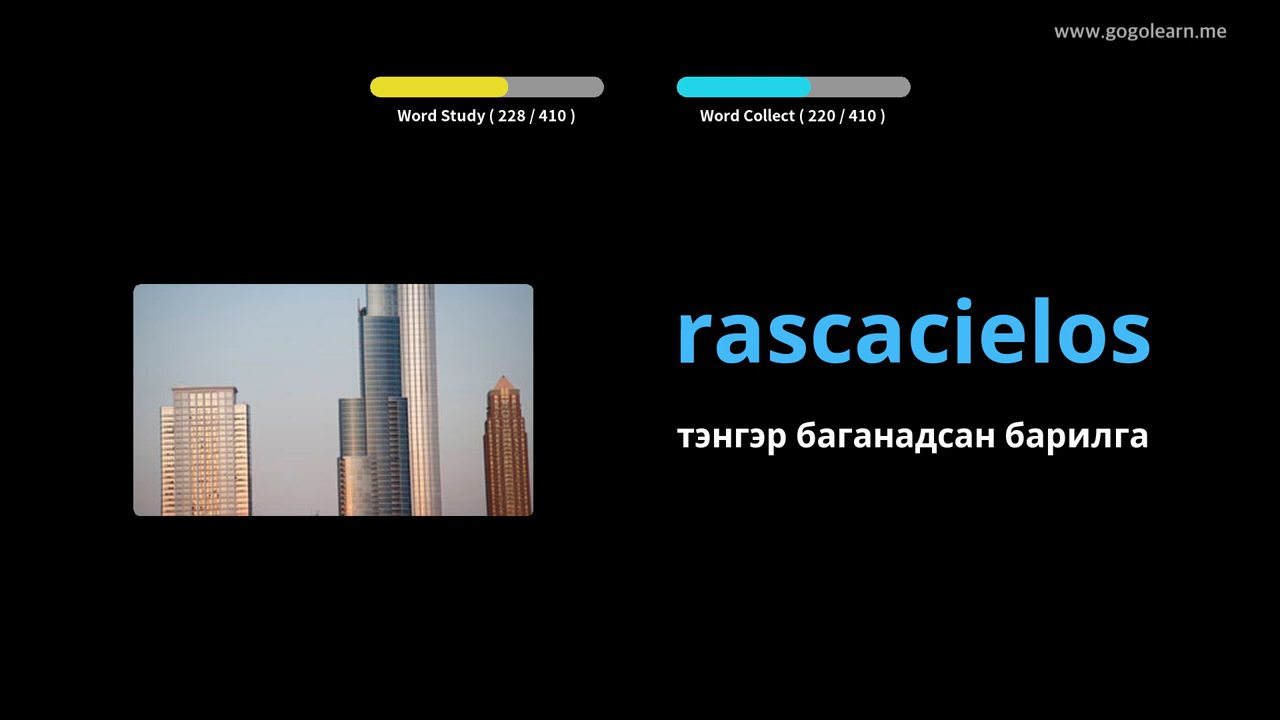 www.gogolearn.me
Word Study ( 228 / 410 )
Word Collect ( 220 / 410 )
rascacielos
тэнгэр баганадсан барилга